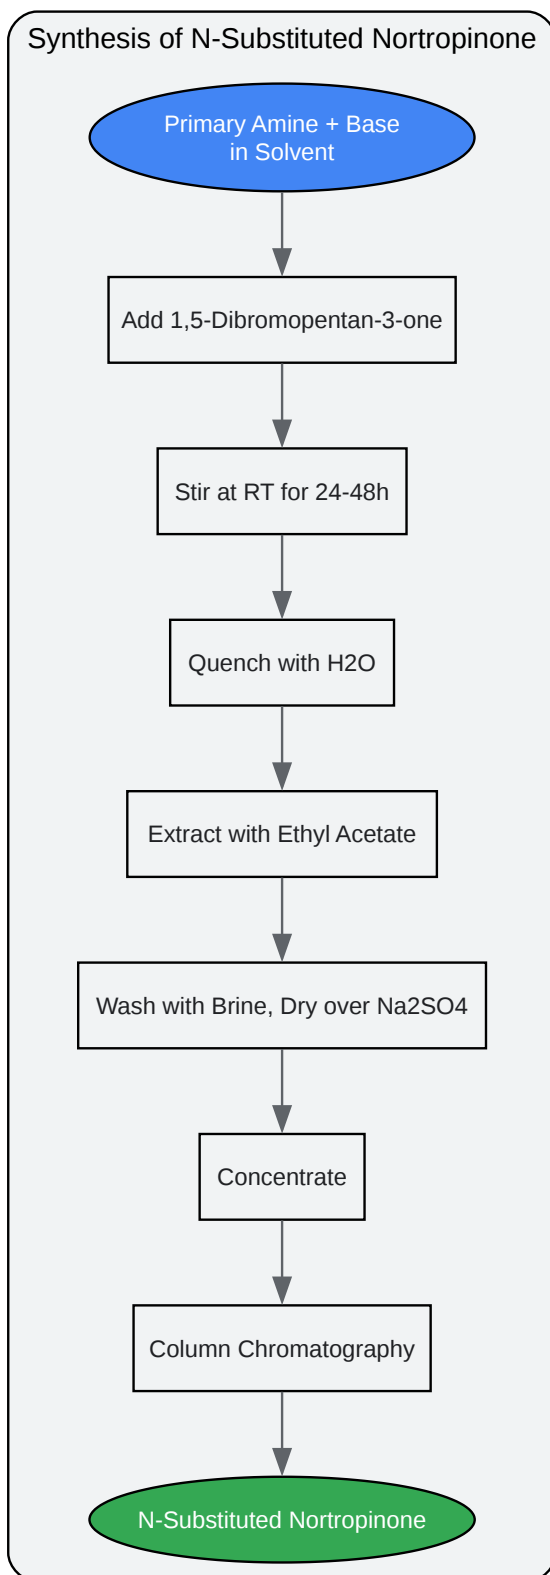 Synthesis of N-Substituted Nortropinone
Primary Amine + Base
in Solvent
Add 1,5-Dibromopentan-3-one
Stir at RT for 24-48h
Quench with H2O
Extract with Ethyl Acetate
Wash with Brine, Dry over Na2SO4
Concentrate
Column Chromatography
N-Substituted Nortropinone